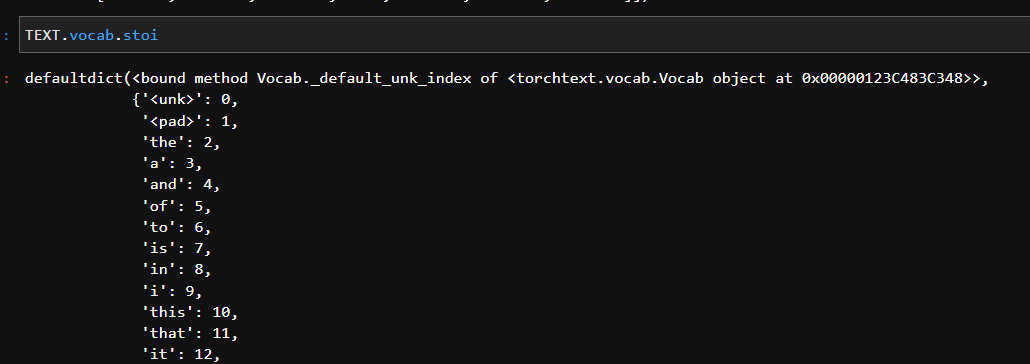 TEXT.vocab.stoi
defaultdict(<bound method Vocab._default_unk_index of <torchtext.vocab.Vocab object at 0x00000123C483C348>>,
{'<unk>': 0,
'<pad>': 1,
'the': 2,
'a': 3,
'and': 4,
'of': 5,
'to': 6,
'is': 7,
'in': 8,
'i': 9,
'this': 10,
'that': 11,
'it': 12,